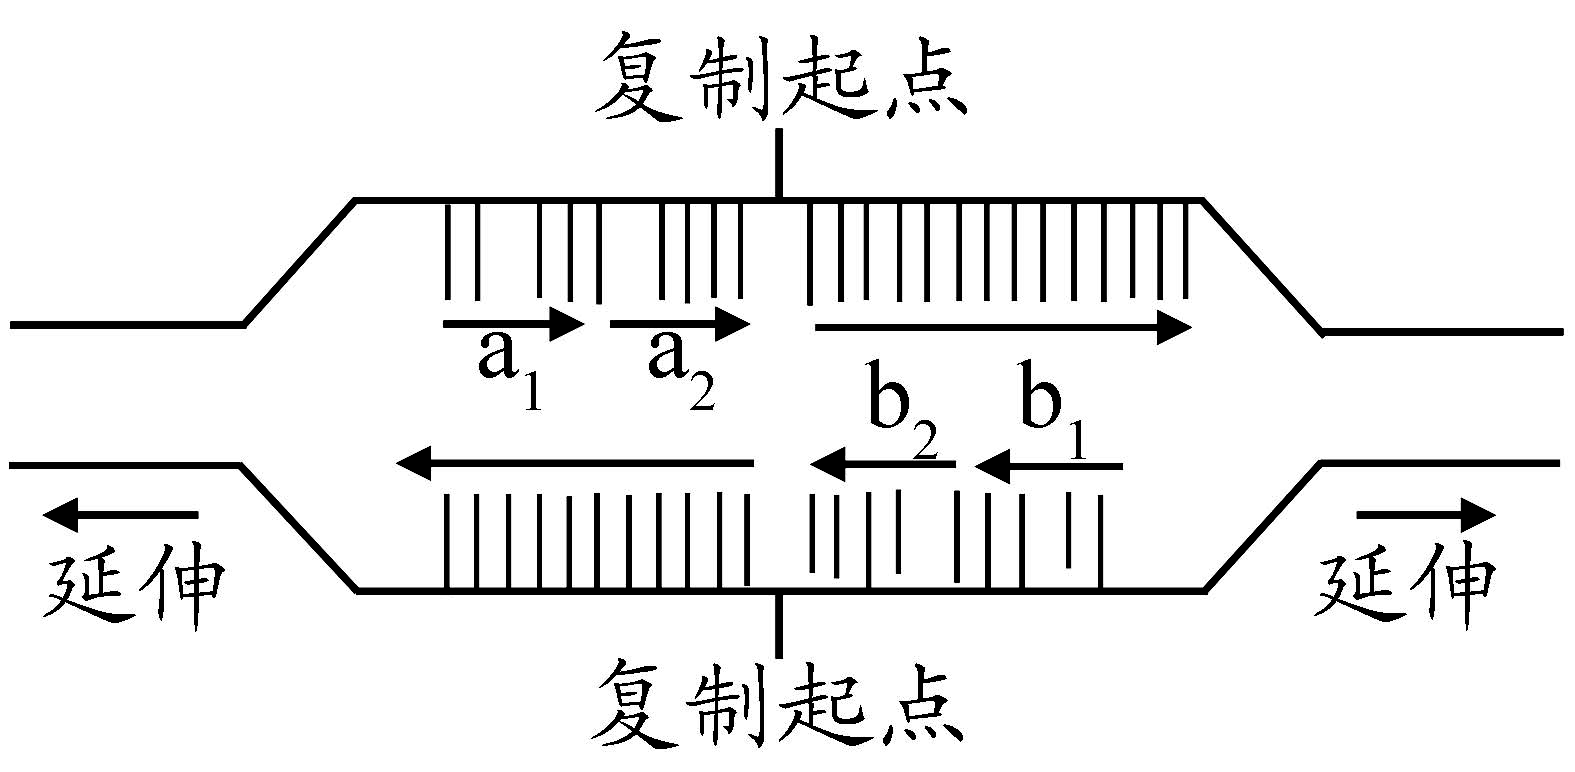 复制起点
a₁ a₂
b₂ b₁
延伸 延伸
复制起点